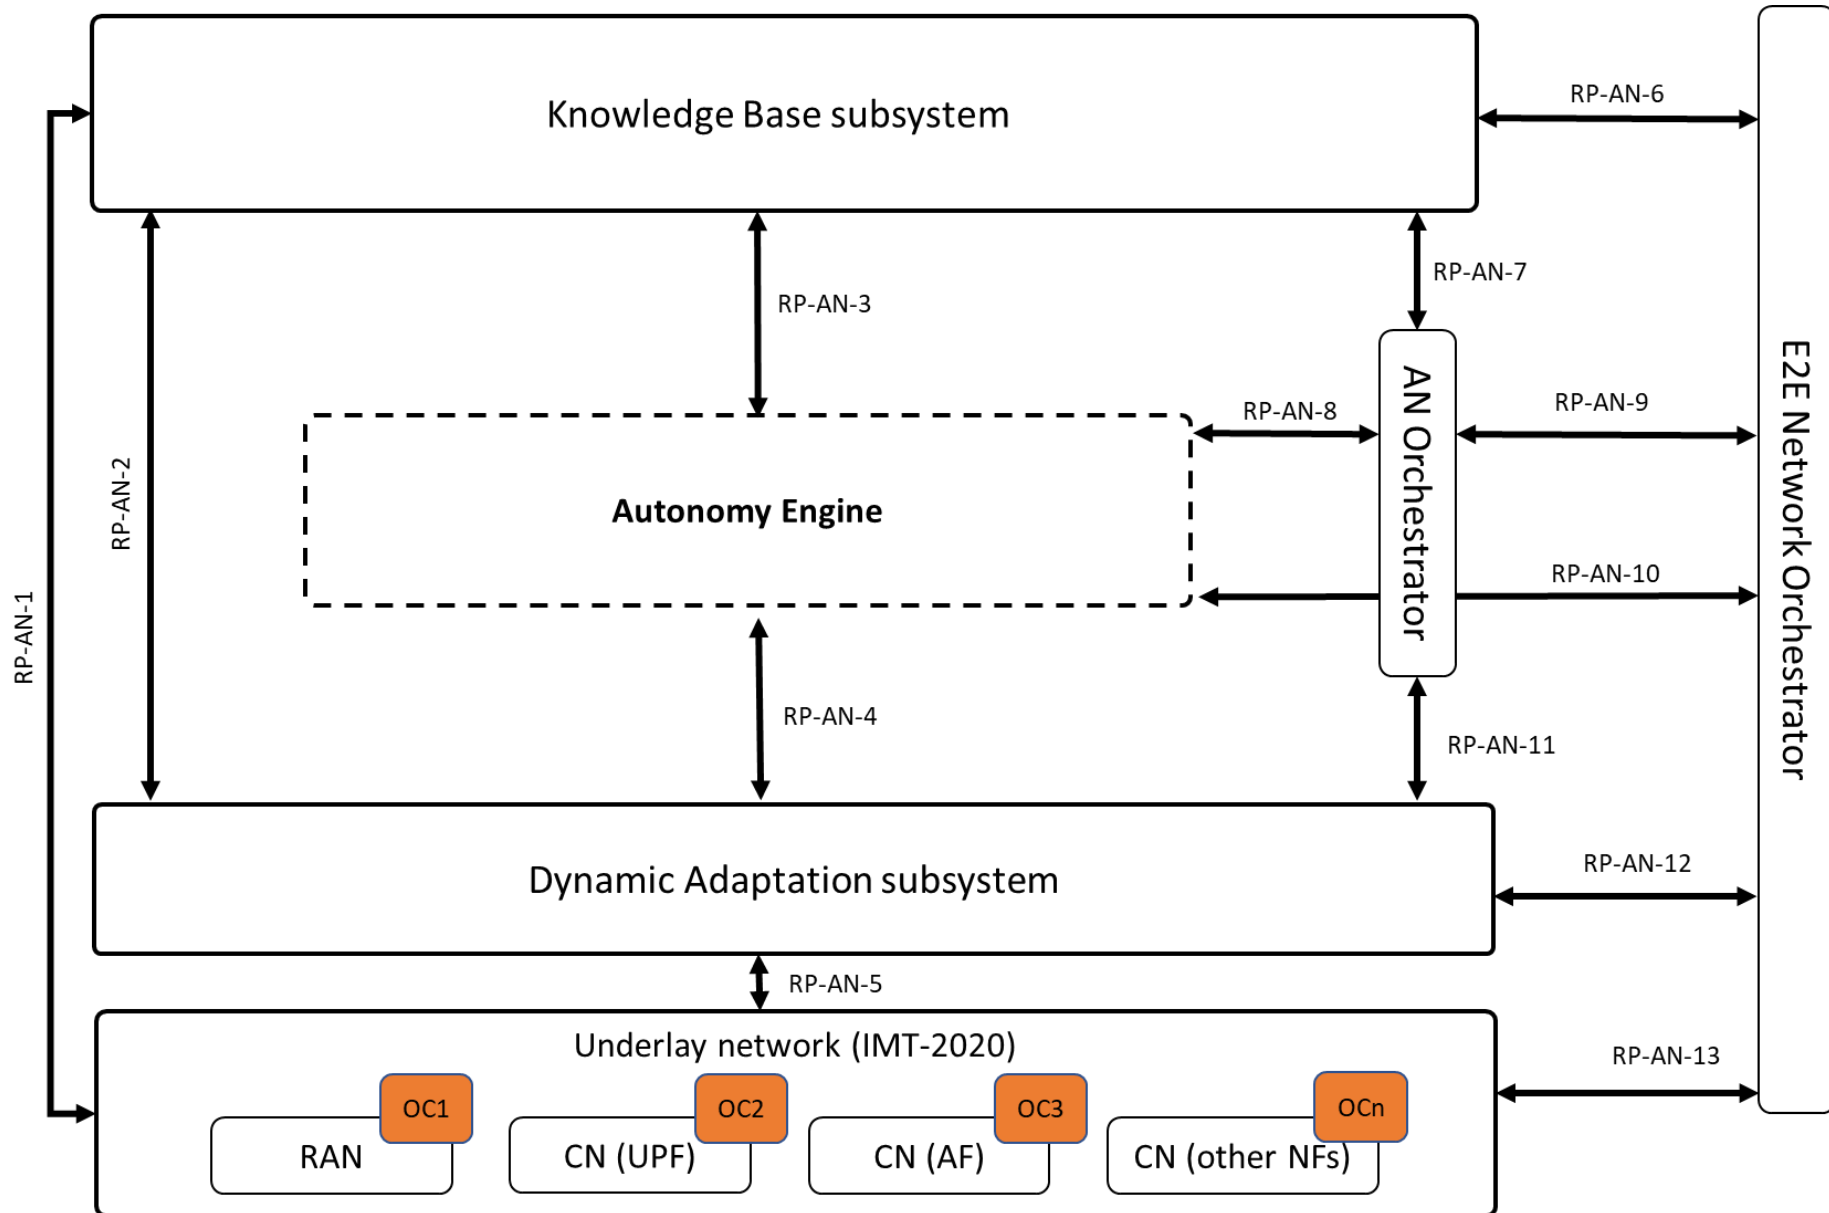 Knowledge Base subsystem
RP-AN-6
RP-AN-7
RP-AN-3
RP-AN-8
RP-AN-9
AN Orchestrator
E2E Network Orchestrator
RP-AN-2
Autonomy Engine
RP-AN-10
RP-AN-1
RP-AN-4
RP-AN-11
Dynamic Adaptation subsystem
RP-AN-12
RP-AN-5
Underlay network (IMT-2020)
RP-AN-13
OC1
OC2
OC3
OCn
RAN
CN (UPF)
CN (AF)
CN (other NFs)